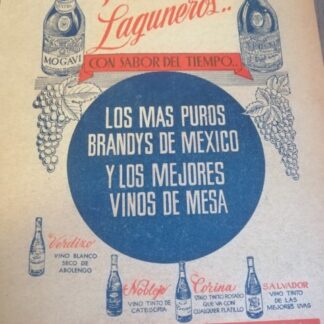 Laguneros..
MOGAVI
CON SABOR DEL TIEMPO..
LOS MAS PUROS
BRANDYS DE MEXICO
Y LOS MEJORES
VINOS DE MESA
Verdizo
VINO BLANCO
SECO DE
ABOLENGO
Noblejo
VINO TINTO DE
CATEGORIA
Corina
VINO TINTO ROSADO
QUE VA CON
CUALQUIER PLATILLO
SALVADOR
VINO TINTO
DE LAS
MEJORES UVAS